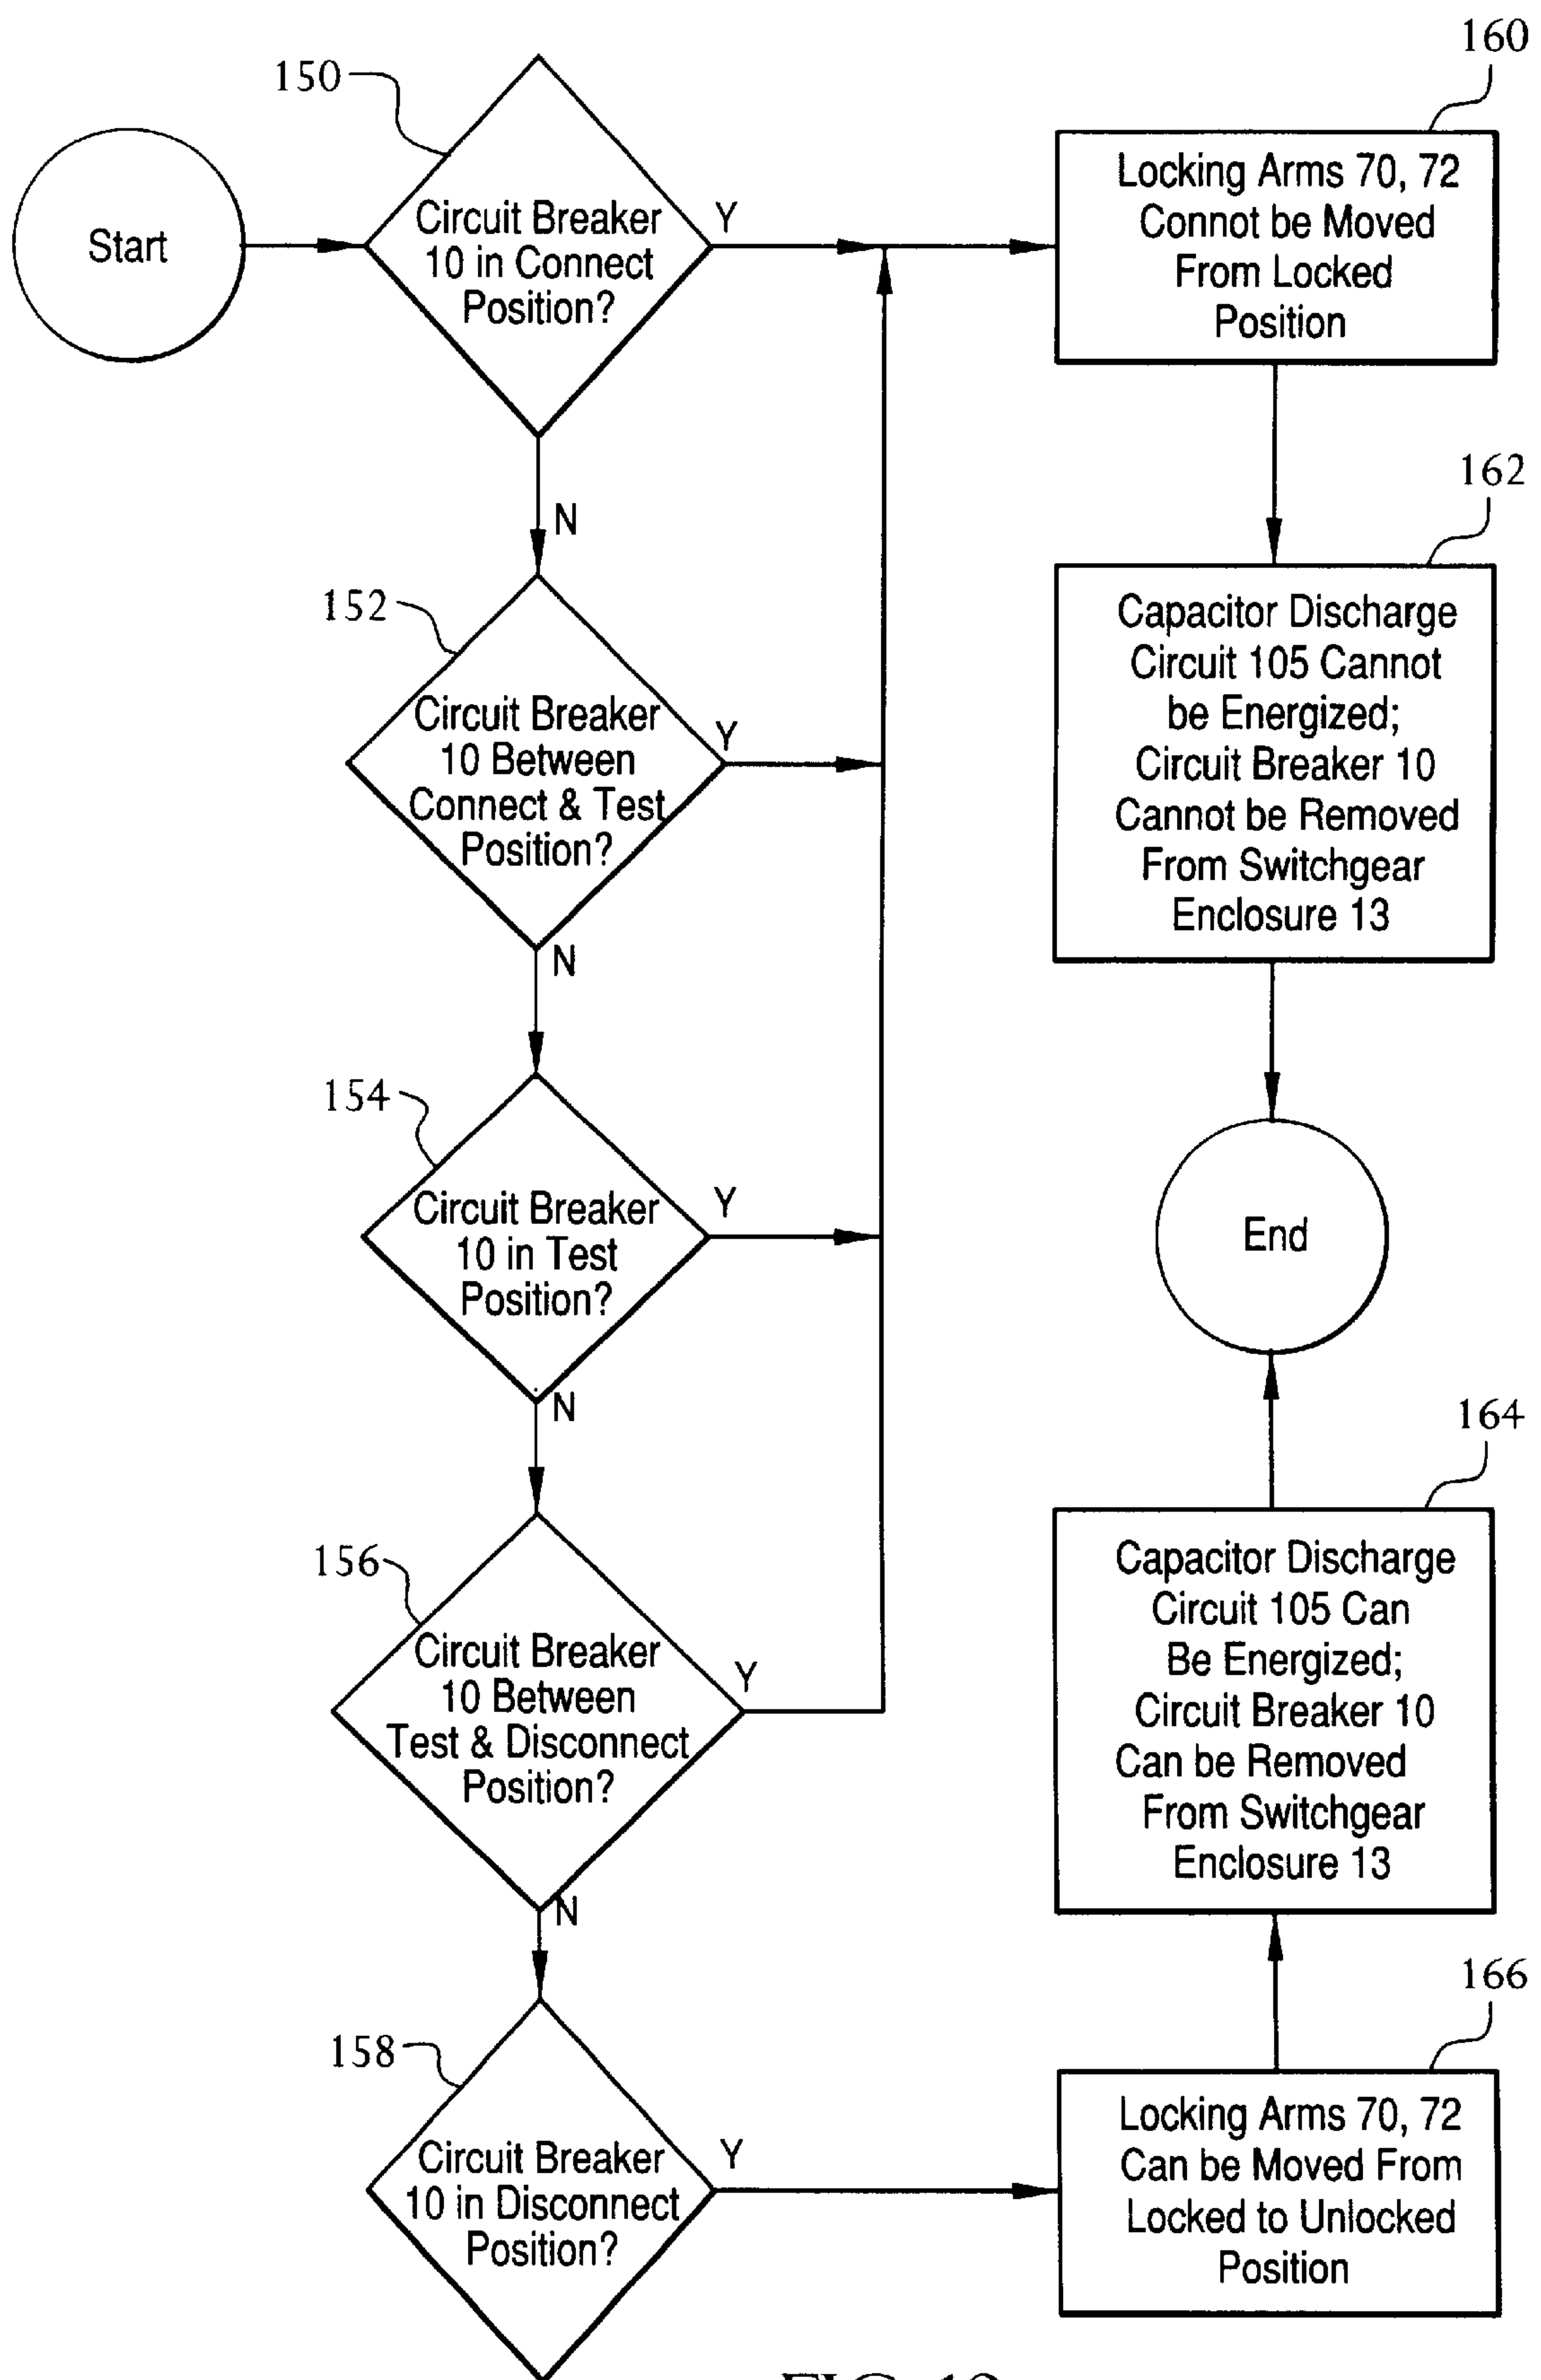 150
160
Start
Circuit Breaker
10 in Connect
Position?
Y
Locking Arms 70, 72
Connot be Moved
From Locked
Position
N
162
152
Circuit Breaker
10 Between
Connect & Test
Position?
Y
Capacitor Discharge
Circuit 105 Cannot
be Energized;
Circuit Breaker 10
Cannot be Removed
From Switchgear
Enclosure 13
N
154
Circuit Breaker
10 in Test
Position?
Y
End
N
164
156
Circuit Breaker
10 Between
Test & Disconnect
Position?
Y
Capacitor Discharge
Circuit 105 Can
Be Energized;
Circuit Breaker 10
Can be Removed
From Switchgear
Enclosure 13
N
166
158
Circuit Breaker
10 in Disconnect
Position?
Y
Locking Arms 70, 72
Can be Moved From
Locked to Unlocked
Position